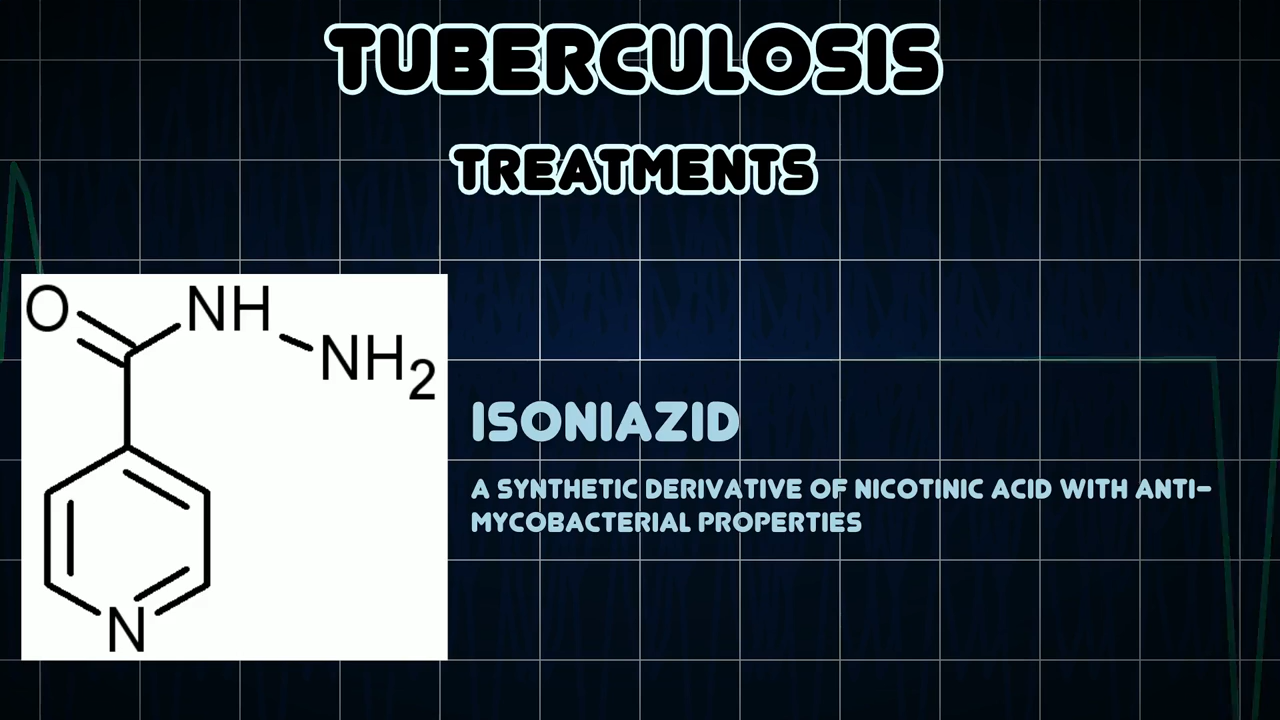 TUBERCULOSIS
TREATMENTS
O
NH
NH2
ISONIAZID
A SYNTHETIC DERIVATIVE OF NICOTINIC ACID WITH ANTI-
MYCOBACTERIAL PROPERTIES
N